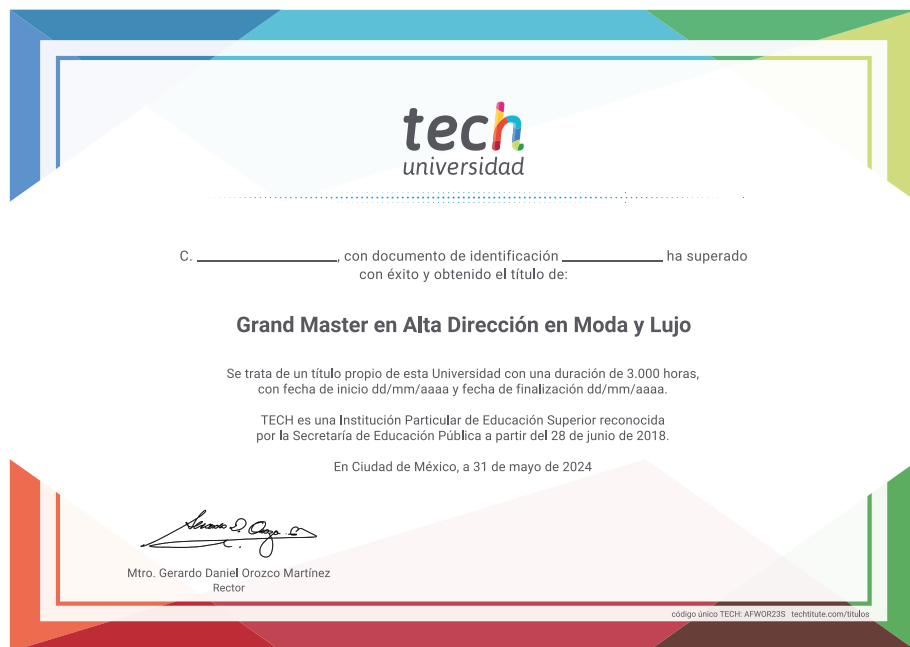 tech
universidad
C. ____________, con documento de identificación ____________ ha superado
con éxito y obtenido el título de:
Grand Master en Alta Dirección en Moda y Lujo
Se trata de un título propio de esta Universidad con una duración de 3.000 horas,
con fecha de inicio dd/mm/aaaa y fecha de finalización dd/mm/aaaa.
TECH es una Institución Particular de Educación Superior reconocida
por la Secretaría de Educación Pública a partir del 28 de junio de 2018.
En Ciudad de México, a 31 de mayo de 2024
Mtro. Gerardo Daniel Orozco Martínez
Rector
código único TECH: AFWOR23S techtitute.com/titulos